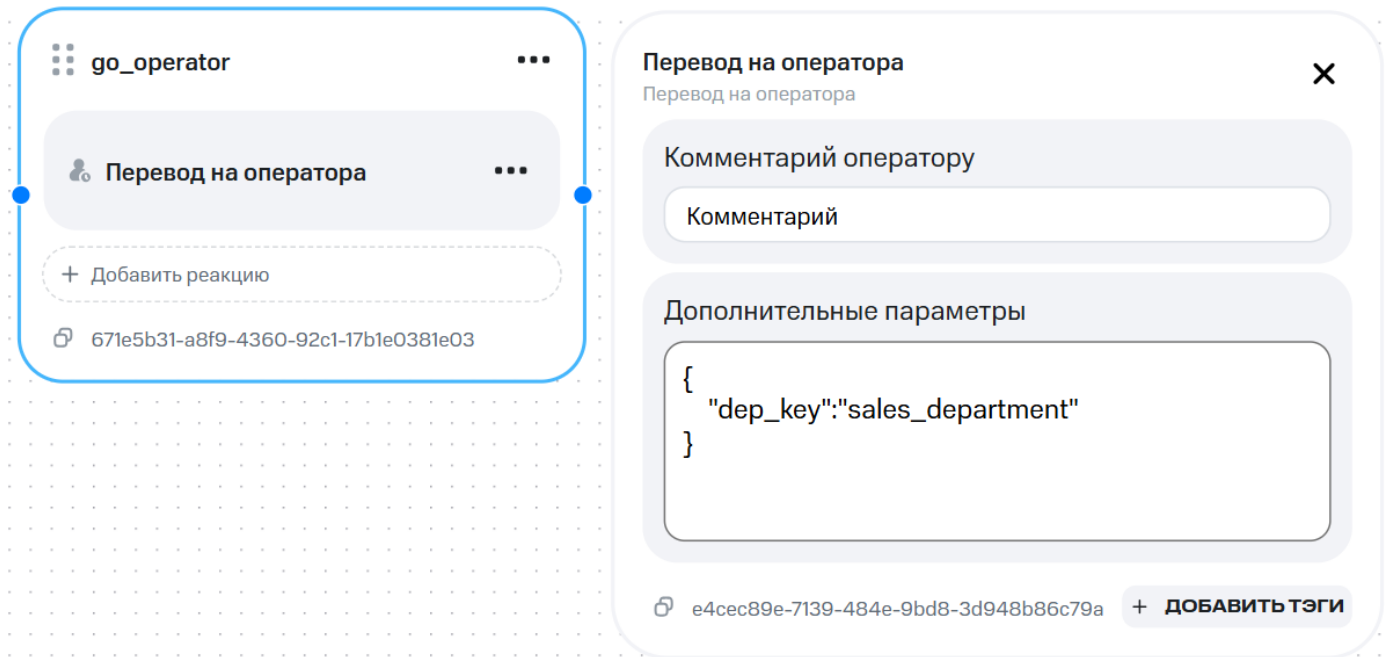 go_operator
Перевод на оператора
+ Добавить реакцию
671e5b31-a8f9-4360-92c1-17b1e0381e03
Перевод на оператора
Перевод на оператора
Комментарий оператору
Комментарий
Дополнительные параметры
{
"dep_key":"sales_department"
}
e4cec89e-7139-484e-9bd8-3d948b86c79a
+ ДОБАВИТЬ ТЭГИ